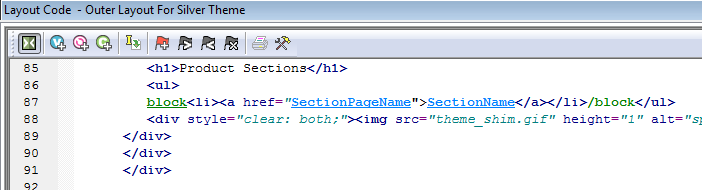 Layout Code  - Outer Layout For Silver Theme
85 <h1>Product Sections</h1>
86 <ul>
87 block<li><a href="SectionPageName">SectionName</a></li>/block</ul>
88 <div style="clear: both;"><img src="theme_shim.gif" height="1" alt="sp
89 </div>
90 </div>
91 </div>
92